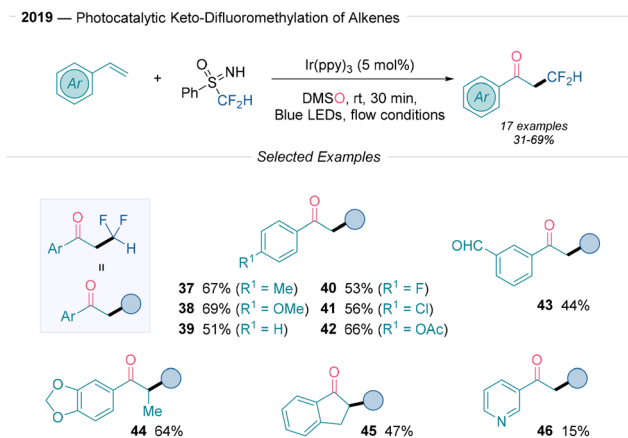 2019 — Photocatalytic Keto-Difluoromethylation of Alkenes
Ar
+
O
S
NH
Ph
CF₂H
Ir(ppy)₃ (5 mol%)
DMSO, rt, 30 min,
Blue LEDs, flow conditions
O
Ar
CF₂H
17 examples
31-69%
Selected Examples
O
F
F
Ar
H
=
O
Ar
O
R¹
37 67% (R¹ = Me)
40 53% (R¹ = F)
38 69% (R¹ = OMe)
41 56% (R¹ = Cl)
39 51% (R¹ = H)
42 66% (R¹ = OAc)
O
OHC
43 44%
O
O
O
Me
44 64%
O
45 47%
O
N
46 15%